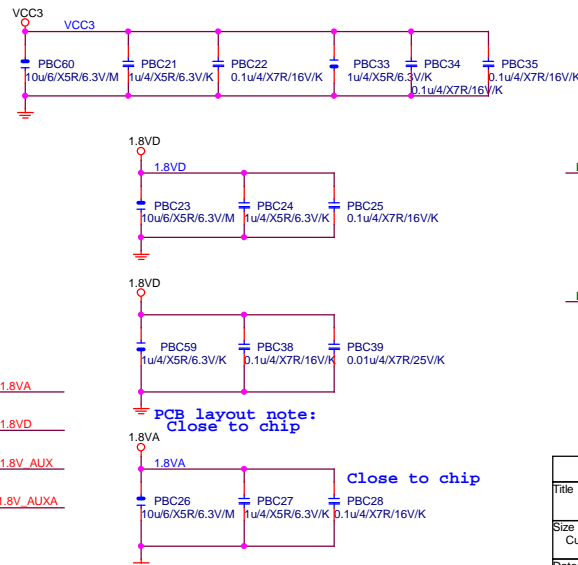 VCC3
VCC3
PBC60
10u/6/X5R/6.3V/M
PBC21
1u/4/X5R/6.3V/K
PBC22
0.1u/4/X7R/16V/K
PBC33
1u/4/X5R/6.3V/K
PBC34
0.1u/4/X7R/16V/K
PBC35
0.1u/4/X7R/16V/K
1.8VD
1.8VD
PBC23
10u/6/X5R/6.3V/M
PBC24
1u/4/X5R/6.3V/K
PBC25
0.1u/4/X7R/16V/K
1.8VD
PBC59
1u/4/X5R/6.3V/K
PBC38
0.1u/4/X7R/16V/K
PBC39
0.01u/4/X7R/25V/K
1.8VA
1.8VD
1.8V_AUX
1.8V_AUXA
PCB layout note:
Close to chip
1.8VA
1.8VA
Close to chip
PBC26
10u/6/X5R/6.3V/M
PBC27
1u/4/X5R/6.3V/K
PBC28
0.1u/4/X7R/16V/K
Title
Size
Cu